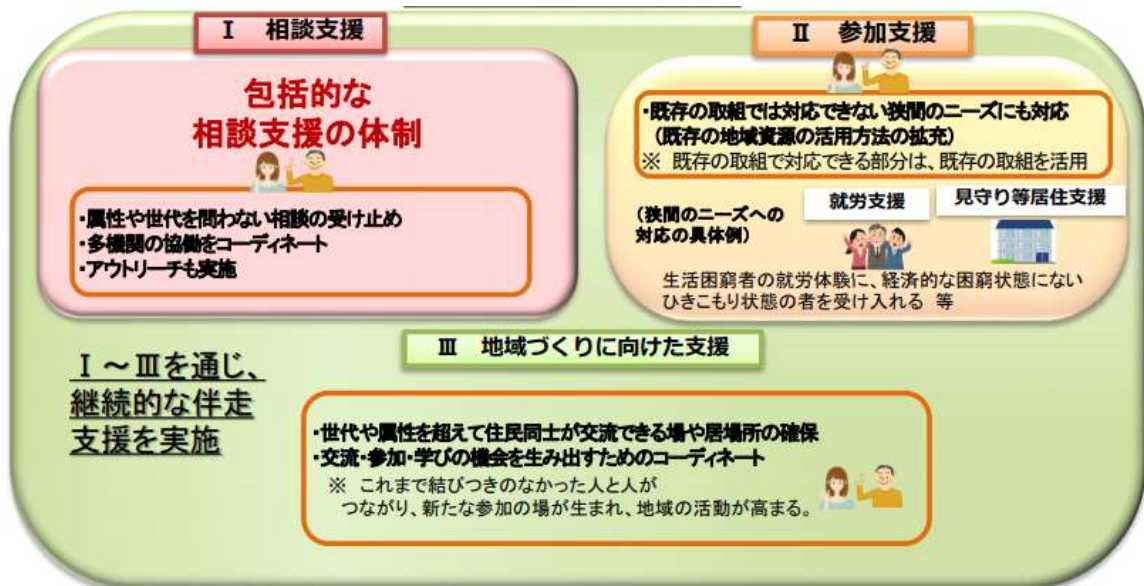 Ⅰ 相談支援
包括的な
相談支援の体制
・属性や世代を問わない相談の受け止め
・多機関の協働をコーディネート
・アウトリーチも実施
Ⅱ 参加支援
・既存の取組では対応できない狭間のニーズにも対応
（既存の地域資源の活用方法の拡充）
※ 既存の取組で対応できる部分は、既存の取組を活用
（狭間のニーズへの
対応の具体例）
就労支援
見守り等居住支援
生活困窮者の就労体験に、経済的な困窮状態にない
ひきこもり状態の者を受け入れる 等
Ⅲ 地域づくりに向けた支援
Ⅰ～Ⅲを通じ、
継続的な伴走
支援を実施
・世代や属性を超えて住民同士が交流できる場や居場所の確保
・交流・参加・学びの機会を生み出すためのコーディネート
※ これまで結びつきのなかった人と人が
つながり、新たな参加の場が生まれ、地域の活動が高まる。